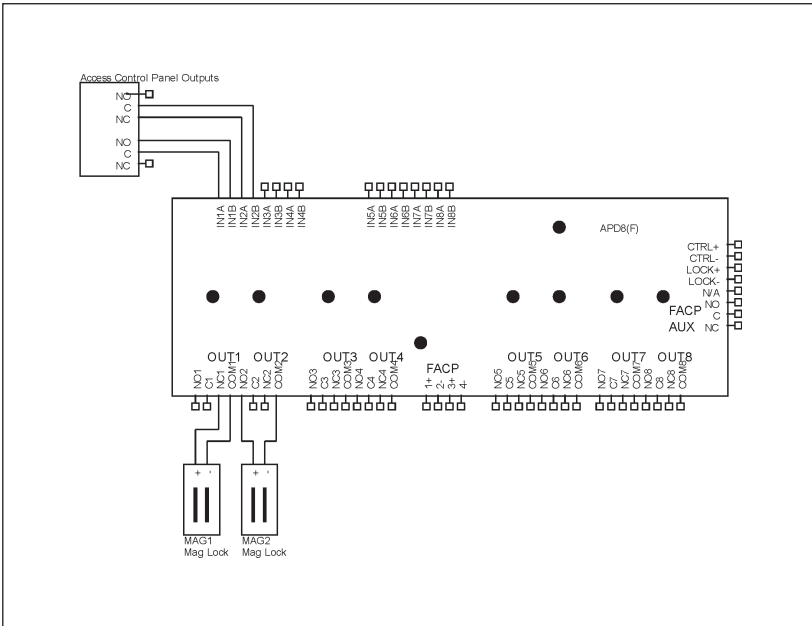 Access Control Panel Outputs
NO
C
NC
NO
C
NC
IN1A
IN1B
IN2A
IN2B
IN3A
IN3B
IN4A
IN4B
IN5A
IN5B
IN6A
IN6B
IN7A
IN7B
IN8A
IN8B
APD8(F)
CTRL+
CTRL-
LOCK+
LOCK-
N/A
NO
C
NC
FACP
AUX
OUT1
OUT2
OUT3
OUT4
FACP
OUT5
OUT6
OUT7
OUT8
NO1
C1
NC1
COM1
NO2
C2
NC2
COM2
NO3
C3
NC3
COM3
NO4
C4
NC4
COM4
1+
2-
3+
4-
NO5
C5
NC5
COM5
NO6
C6
NC6
COM6
NO7
C7
NC7
COM7
NO8
C8
NC8
COM8
+ -
+ -
MAG1
Mag Lock
MAG2
Mag Lock